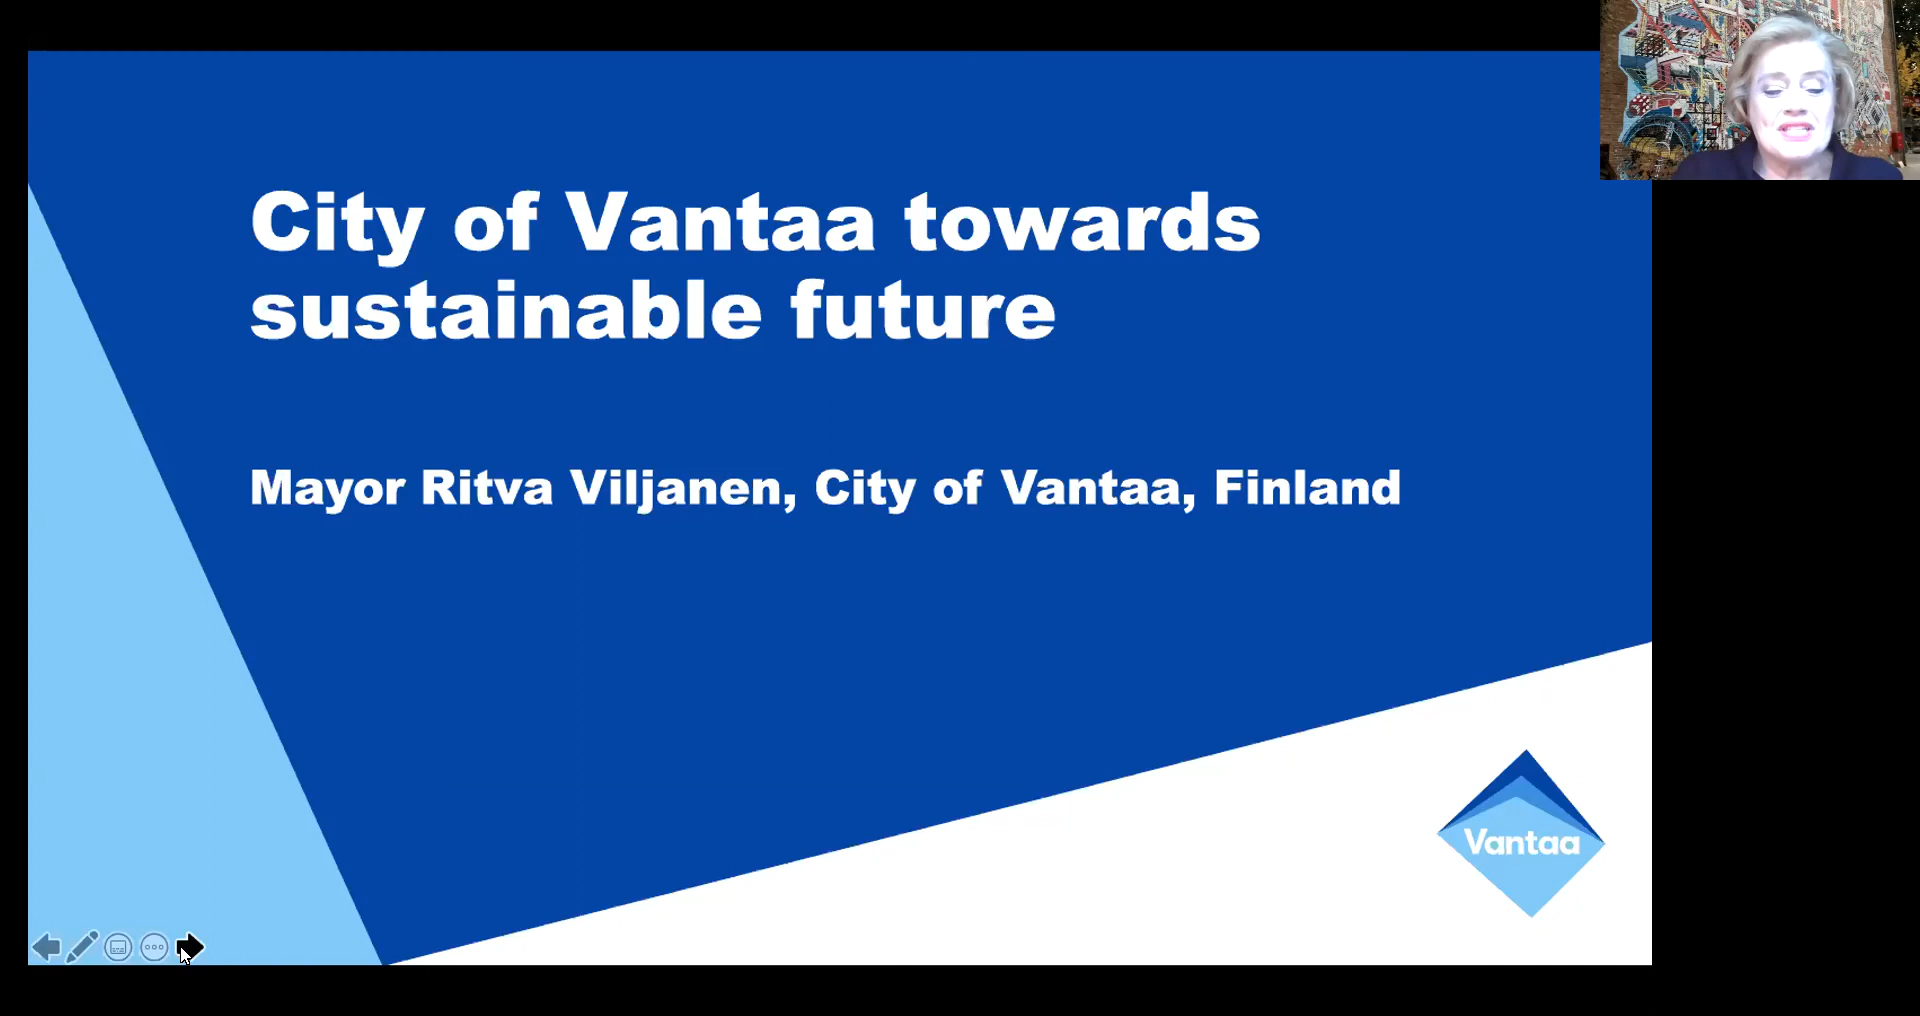 City of Vantaa towards
sustainable future
Mayor Ritva Viljanen, City of Vantaa, Finland
Vantaa